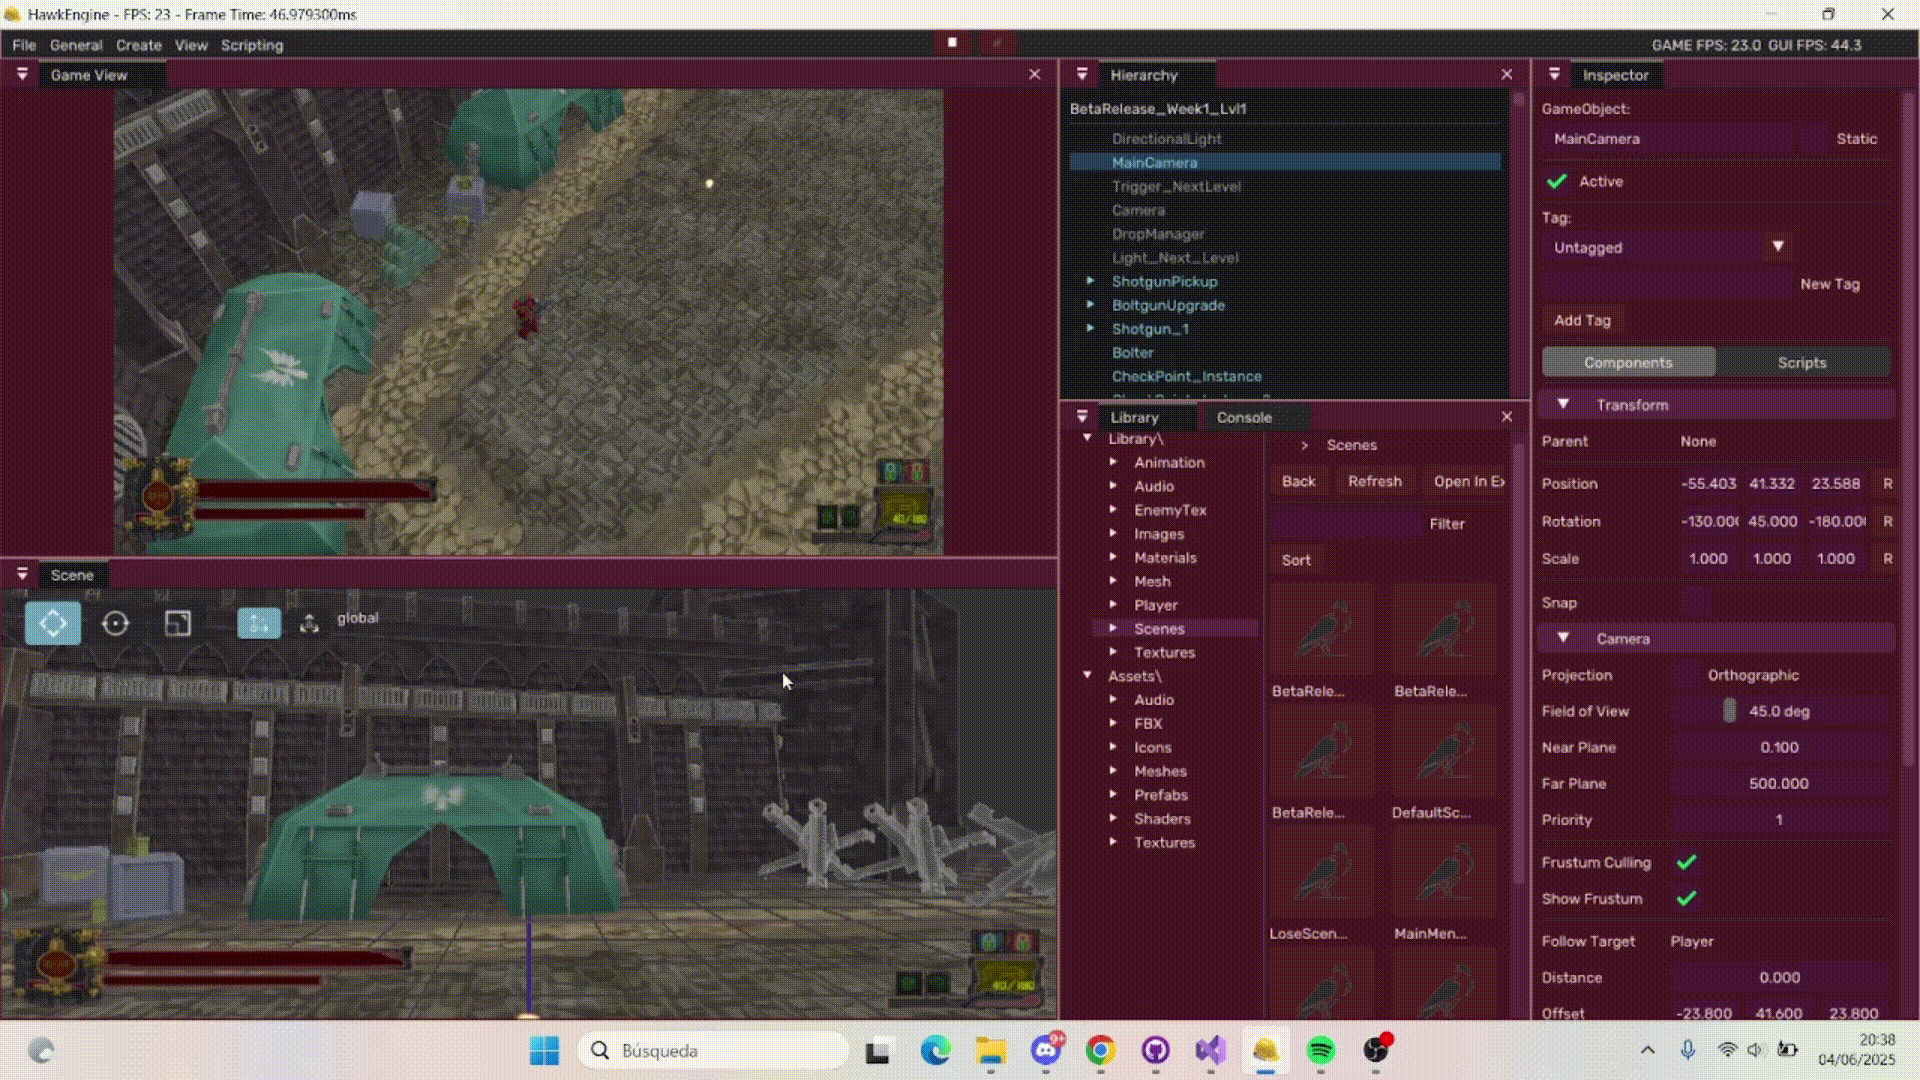 HawkEngine - FPS: 23 - Frame Time: 46.979300ms
File General Create View Scripting
GAME FPS: 23.0 GUI FPS: 44.3
Game View
40/180
Scene
global
40/180
Hierarchy
BetaRelease_Week1_Lvl1
DirectionalLight
MainCamera
Trigger_NextLevel
Camera
DropManager
Light_Next_Level
ShotgunPickup
BoltgunUpgrade
Shotgun_1
Bolter
CheckPoint_Instance
Library Console
Library\
Animation
Audio
EnemyTex
Images
Materials
Mesh
Player
Scenes
Textures
Assets\
Audio
FBX
Icons
Meshes
Prefabs
Shaders
Textures
> Scenes
Back Refresh Open In Ex
Filter
Sort
BetaRele... BetaRele...
BetaRele... DefaultSc...
LoseScen... MainMen...
Inspector
GameObject:
MainCamera Static
Active
Tag:
Untagged
New Tag
Add Tag
Components Scripts
Transform
Parent None
Position -55.403 41.332 23.588 R
Rotation -130.00 45.000 -180.00 R
Scale 1.000 1.000 1.000 R
Snap
Camera
Projection Orthographic
Field of View 45.0 deg
Near Plane 0.100
Far Plane 500.000
Priority 1
Frustum Culling
Show Frustum
Follow Target Player
Distance 0.000
Offset -23.800 41.600 23.800
Búsqueda
9+
20:38
04/06/2025